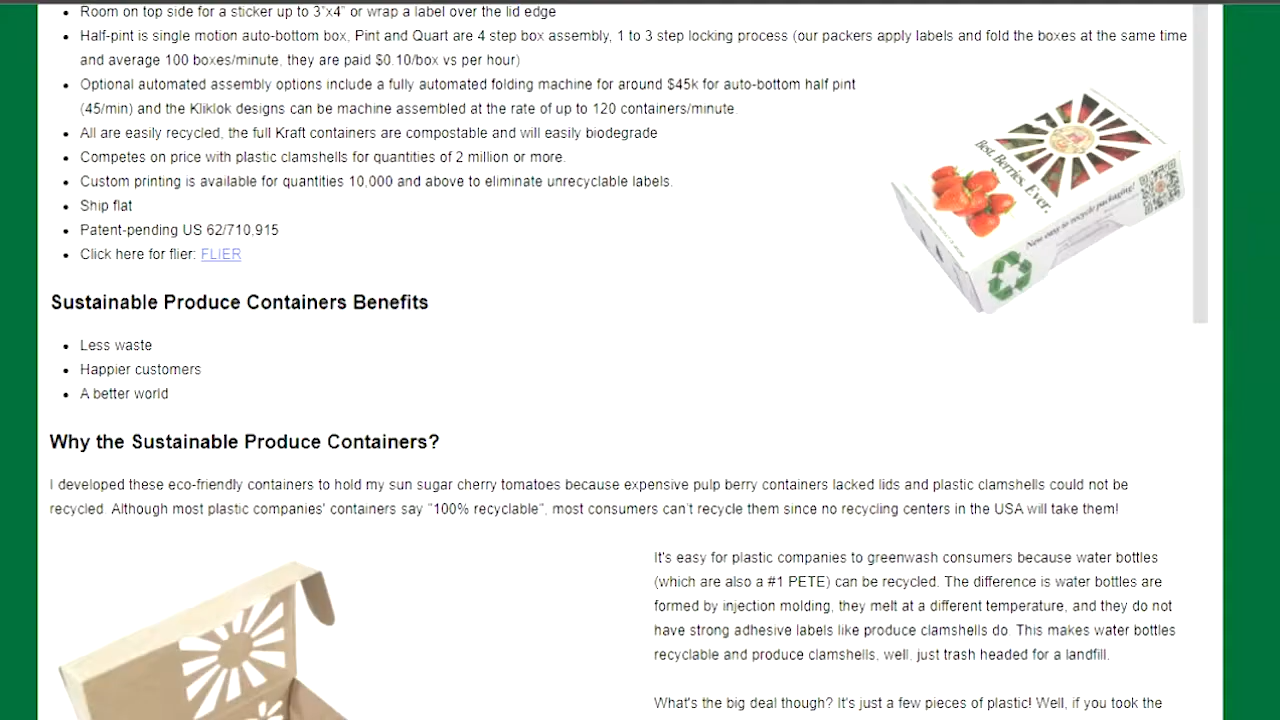 Room on top side for a sticker up to 3"x4" or wrap a label over the lid edge
Half-pint is single motion auto-bottom box, Pint and Quart are 4 step box assembly, 1 to 3 step locking process (our packers apply labels and fold the boxes at the same time
and average 100 boxes/minute, they are paid $0.10/box vs per hour)
Optional automated assembly options include a fully automated folding machine for around $45k for auto-bottom half pint
(45/min) and the Kliklok designs can be machine assembled at the rate of up to 120 containers/minute.
All are easily recycled, the full Kraft containers are compostable and will easily biodegrade
Competes on price with plastic clamshells for quantities of 2 million or more.
Custom printing is available for quantities 10,000 and above to eliminate unrecyclable labels.
Ship flat
Patent-pending US 62/710.915
Click here for flier: FLIER
Best. Berries. Ever.
New easy to recycle packaging!
Sustainable Produce Containers Benefits
Less waste
Happier customers
A better world
Why the Sustainable Produce Containers?
I developed these eco-friendly containers to hold my sun sugar cherry tomatoes because expensive pulp berry containers lacked lids and plastic clamshells could not be
recycled. Although most plastic companies' containers say "100% recyclable", most consumers can't recycle them since no recycling centers in the USA will take them!
It's easy for plastic companies to greenwash consumers because water bottles
(which are also a #1 PETE) can be recycled. The difference is water bottles are
formed by injection molding, they melt at a different temperature, and they do not
have strong adhesive labels like produce clamshells do. This makes water bottles
recyclable and produce clamshells, well, just trash headed for a landfill.
What's the big deal though? It's just a few pieces of plastic! Well, if you took the